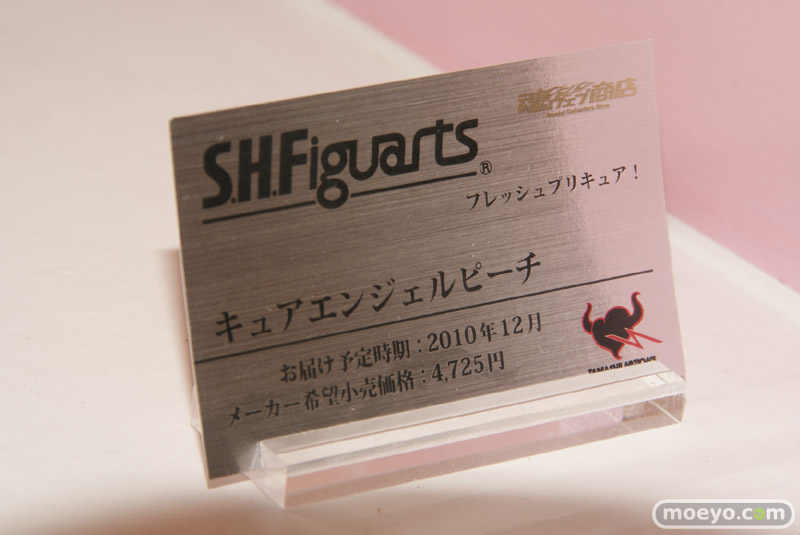 魂ウェブ商店
S.H.Figuarts®
フレッシュプリキュア！
キュアエンジェルピーチ
お届け予定時期：2010年12月
メーカー希望小売価格：4,725円
TAMASHII NATIONS
moeyo.com